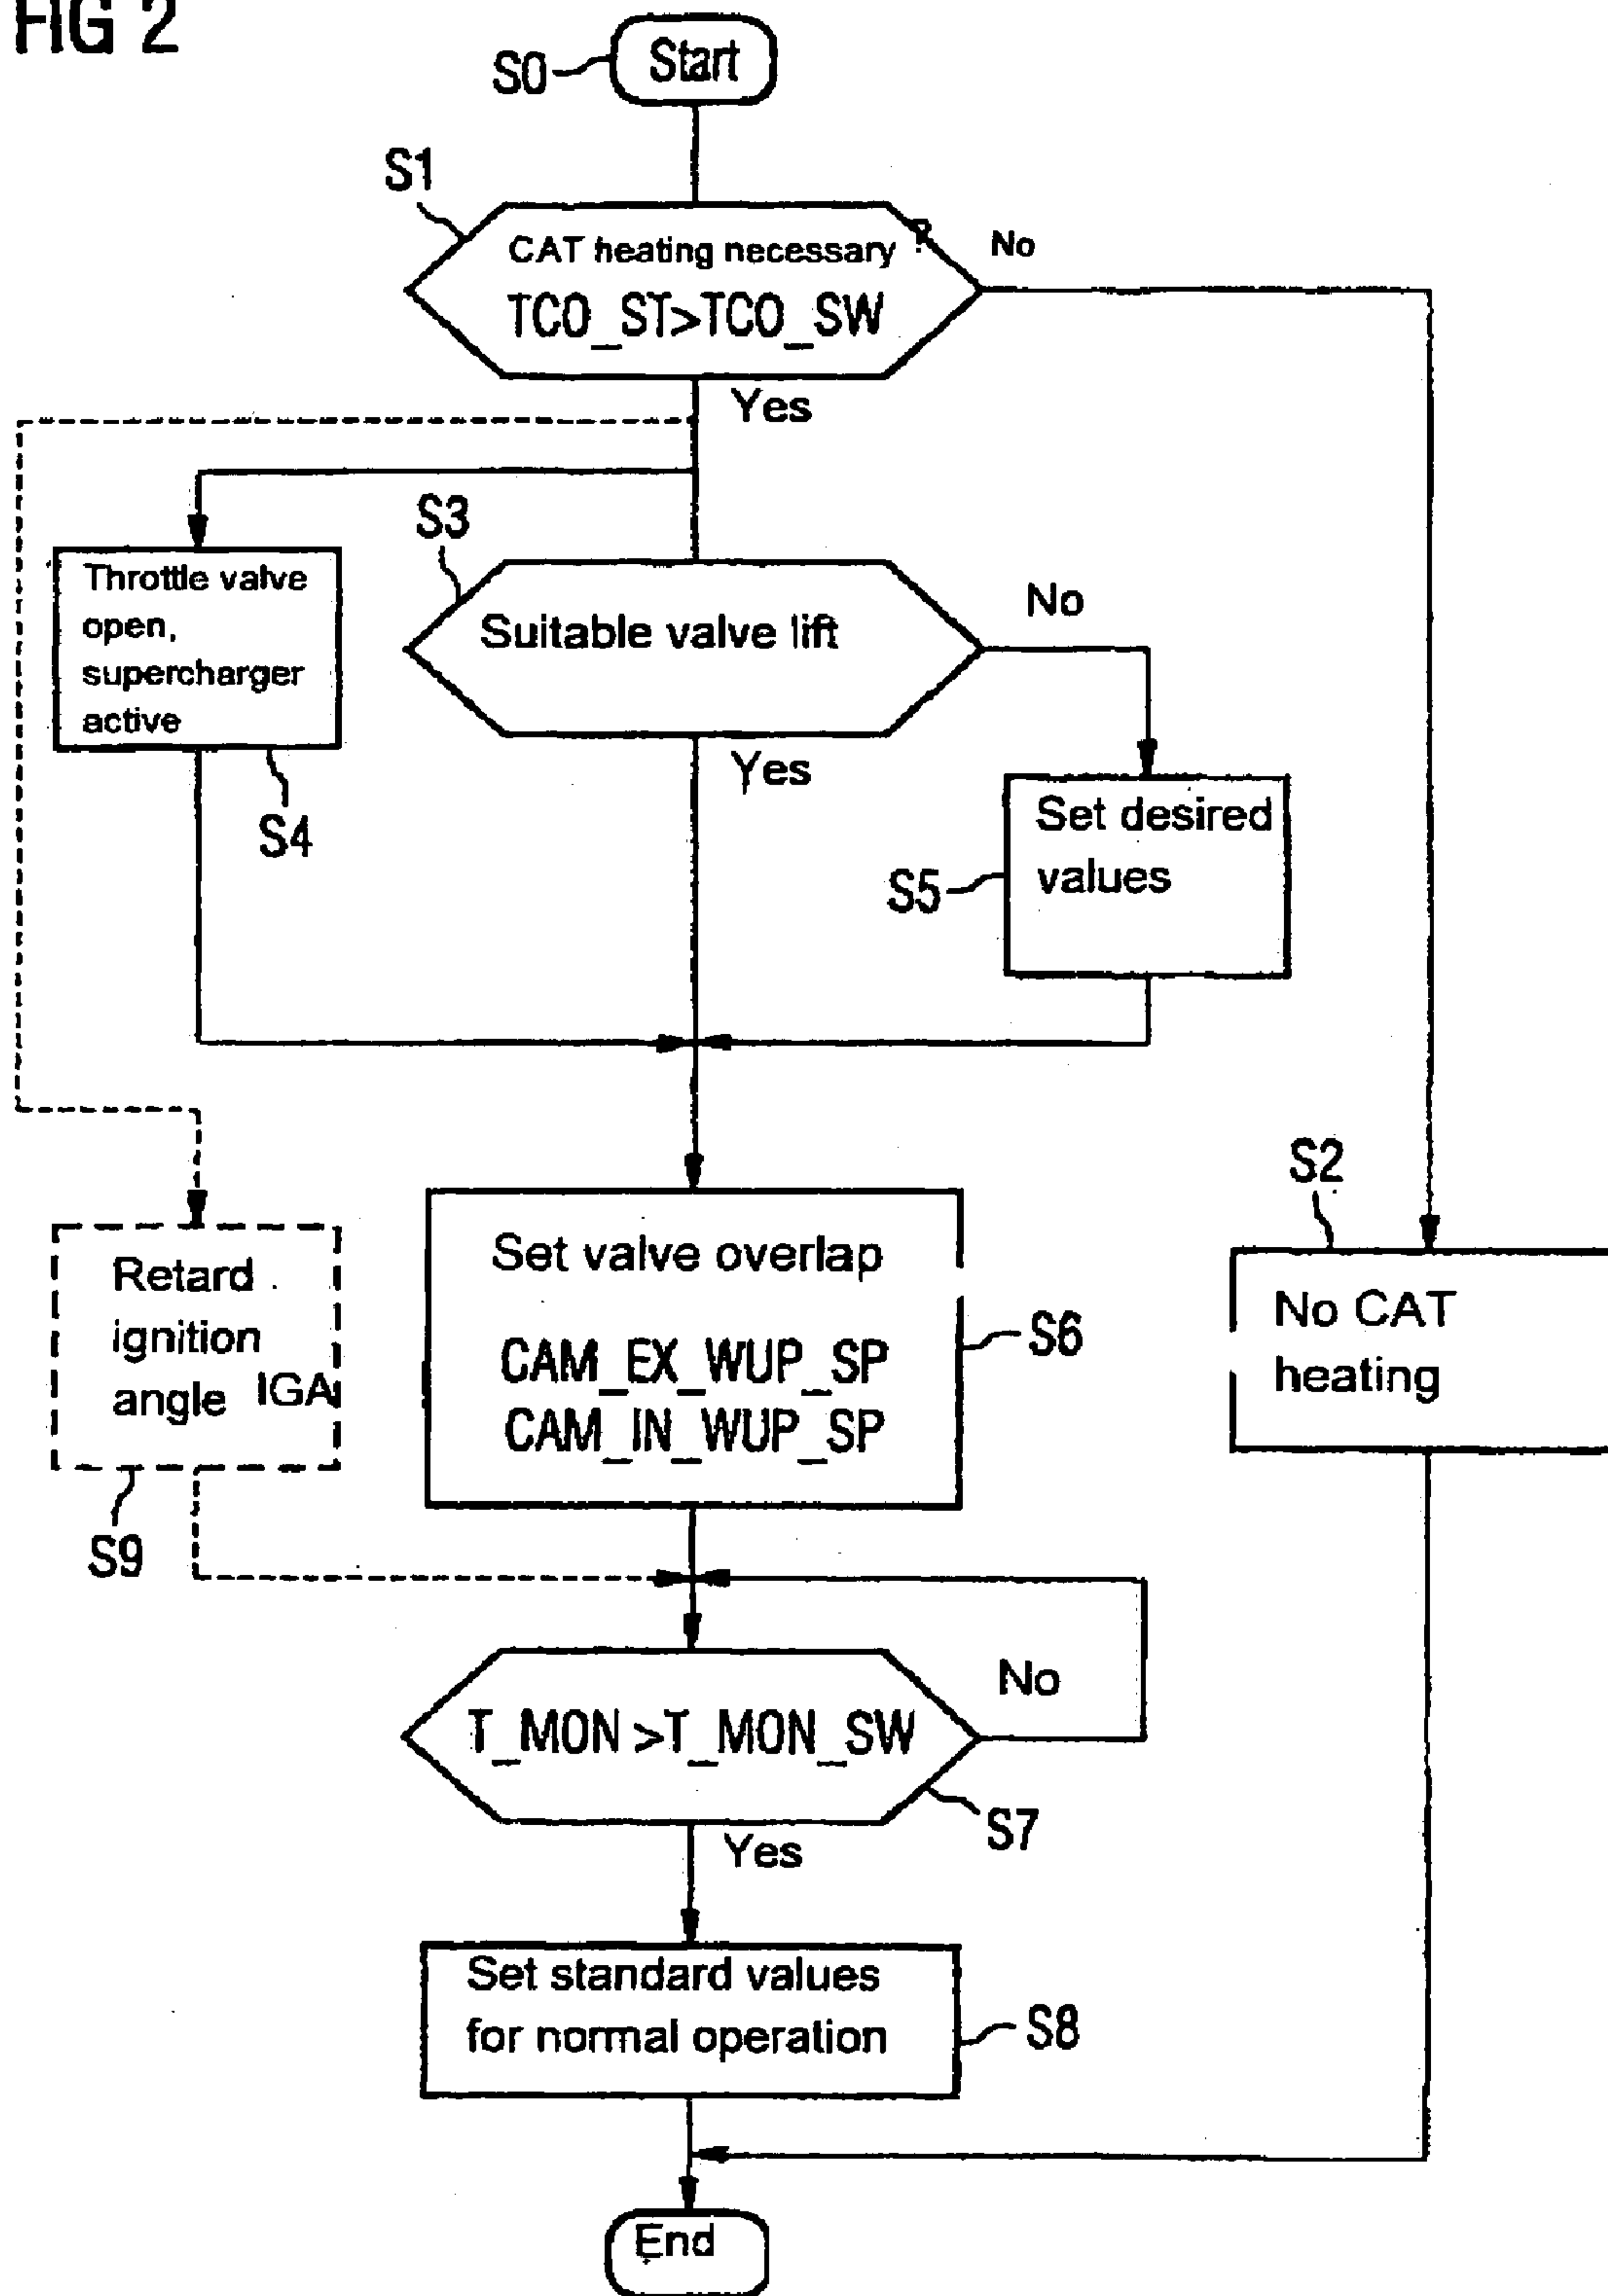 FIG 2
S0
Start
S1
CAT heating necessary ?
No
TCO_ST>TCO_SW
Yes
S3
Throttle valve
open,
supercharger
active
S4
Suitable valve lift
No
Yes
Set desired
values
S5
S2
No CAT
heating
Retard
ignition
angle IGA
S9
Set valve overlap
CAM_EX_WUP_SP
CAM_IN_WUP_SP
S6
T_MON >T_MON_SW
No
S7
Yes
Set standard values
for normal operation
S8
End